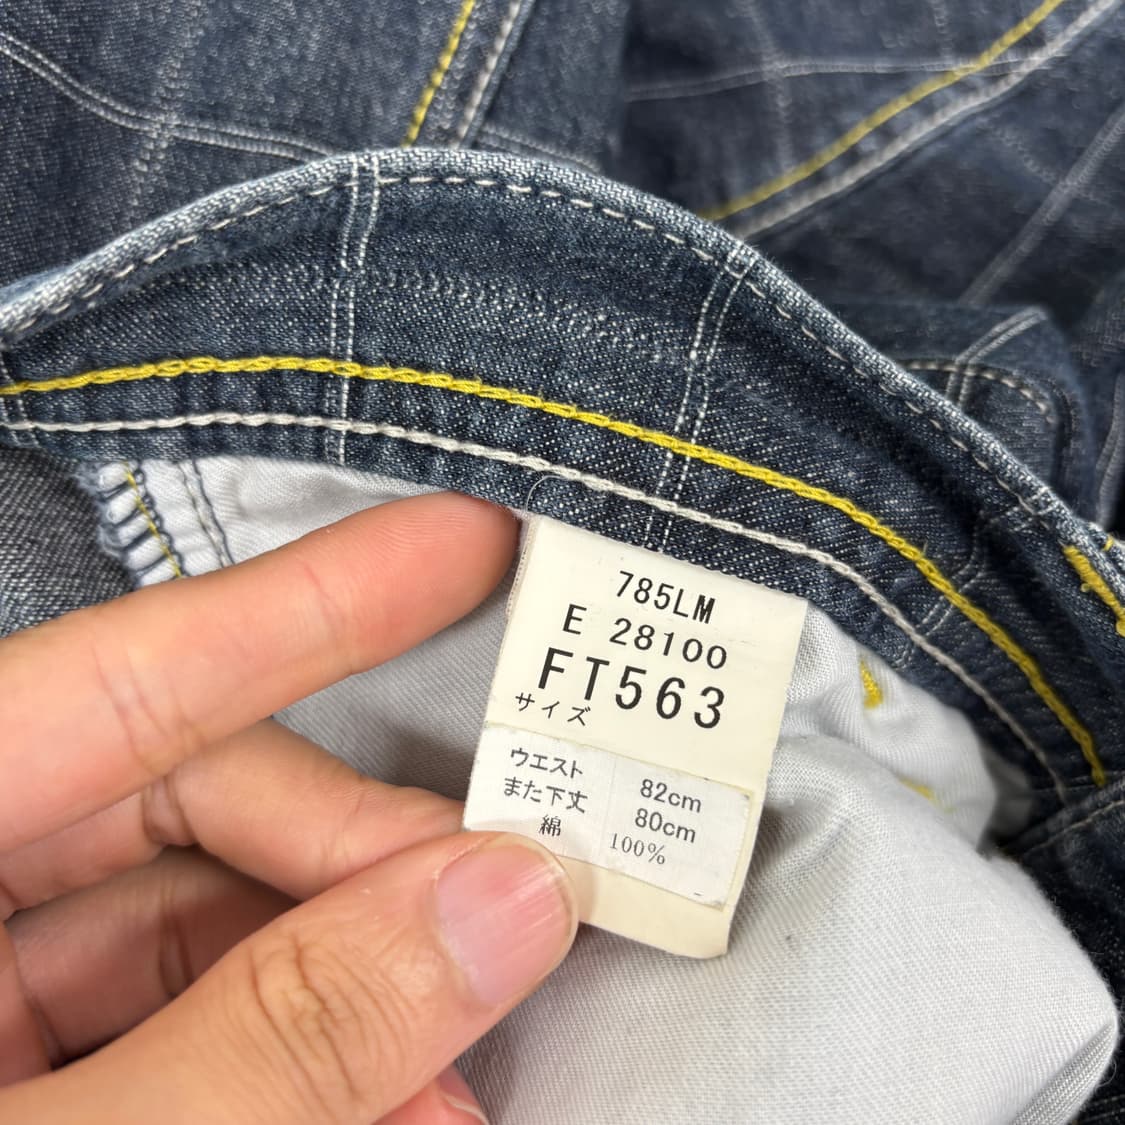 785LM
E 28100
FT563
サイズ
ウエスト 82cm
また下丈 80cm
綿 100%